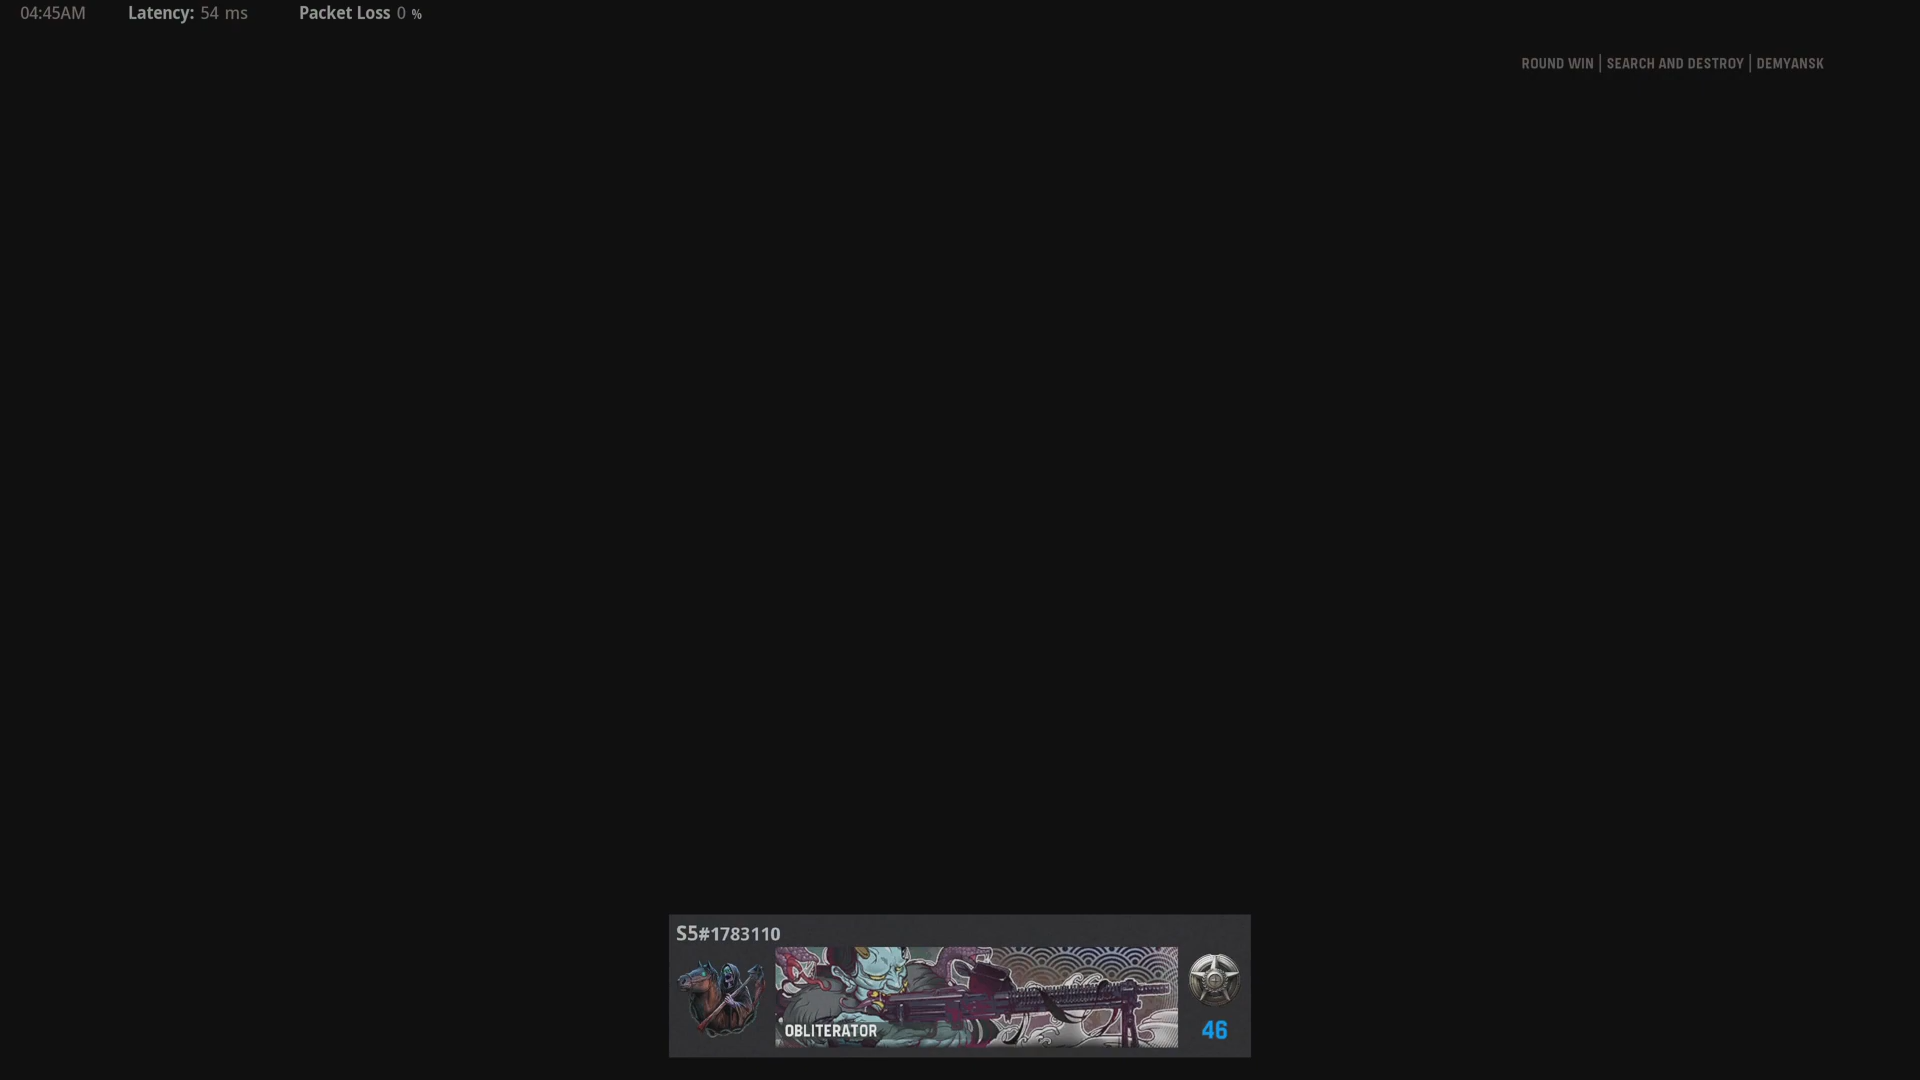 04:45AM Latency: 54 ms Packet Loss 0 %
ROUND WIN | SEARCH AND DESTROY | DEMYANSK
S5#1783110
OBLITERATOR
46